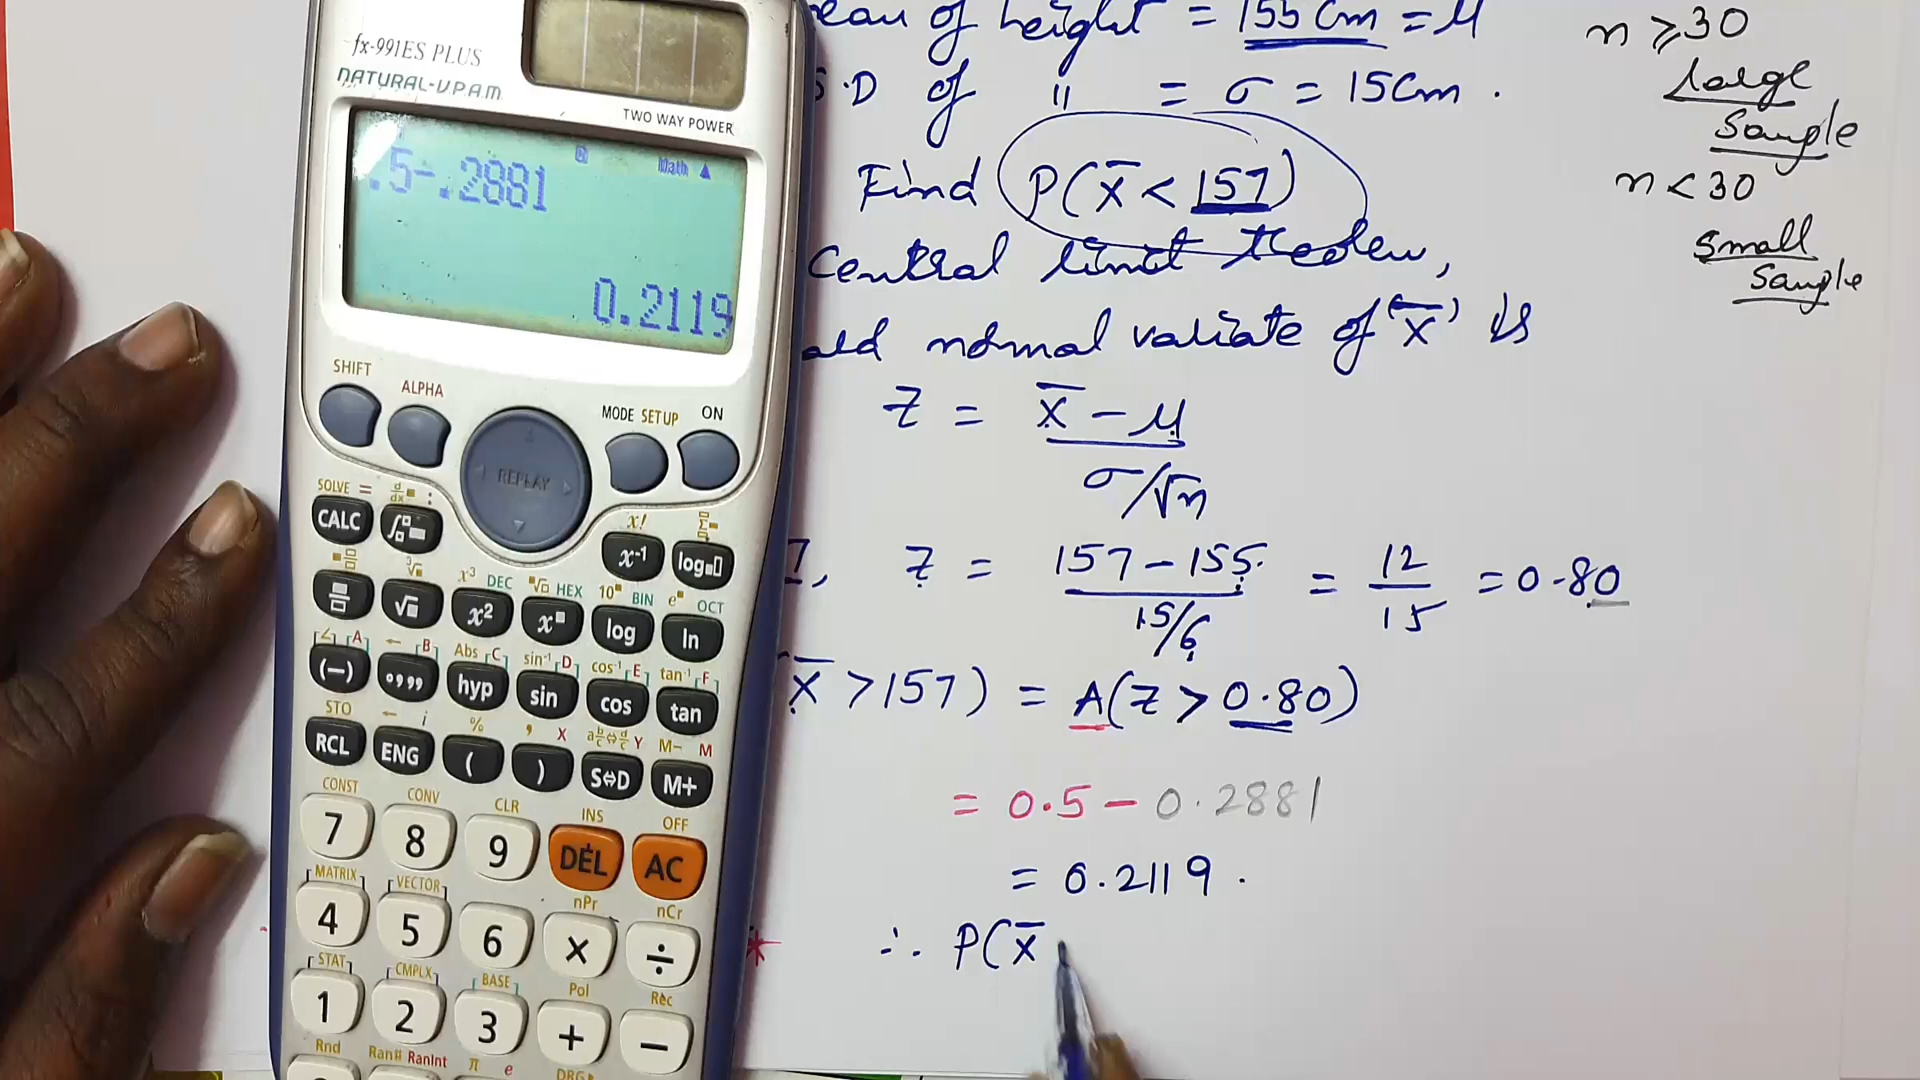 fx-991ES PLUS
NATURAL-V.P.A.M.
TWO WAY POWER
Math ▲
.5-.2881
0.2119
SHIFT
ALPHA
MODE SETUP
ON
REPLAY
SOLVE =
d/dx
:
x!
CALC
x⁻¹
log
x³ DEC
HEX
10 BIN
e OCT
√
x²
x
log
ln
∠ A
← B
Abs C
sin⁻¹ D
cos⁻¹ E
tan⁻¹ F
(−)
° ' "
hyp
sin
cos
tan
STO
← i
%
, X
a b/c⇔d/c Y
M− M
RCL
ENG
(
)
S⇔D
M+
CONST
CONV
CLR
INS
OFF
7
8
9
DEL
AC
MATRIX
VECTOR
nPr
nCr
4
5
6
×
÷
STAT
CMPLX
BASE
Pol
Rec
1
2
3
+
−
Rnd
Ran# RanInt
π e
DRG▸
ean of height = 155 Cm = μ
S.D of " = σ = 15Cm .
Find P(x̄ < 157)
Central limit
normal of 'x̄' is
Z = x̄ − μ / σ/√n
, Z = 157 − 155 / 15/6 = 12/15 = 0.80
x̄ > 157) = A(Z > 0.80)
= 0.5 − 0.2881
= 0.2119 .
∴ P(x̄
n ≥ 30
Large
Sample
n < 30
Small
Sample